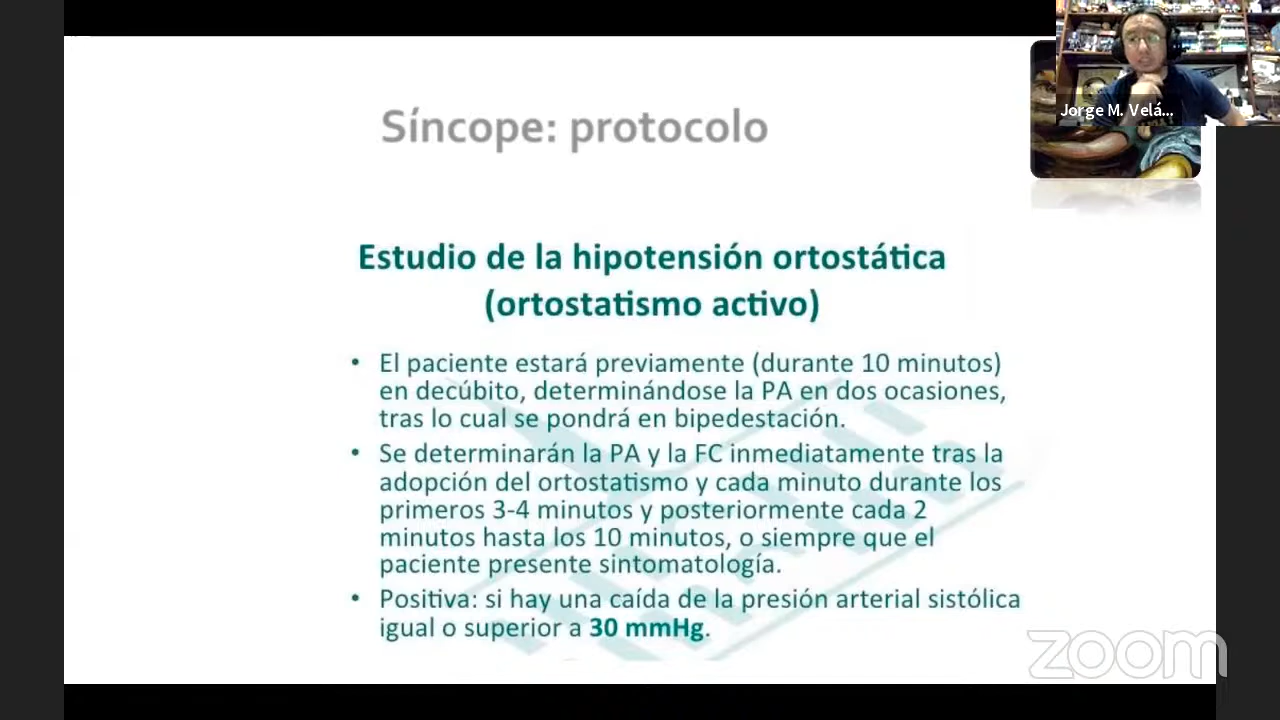 Síncope: protocolo
Jorge M. Velá...
Estudio de la hipotensión ortostática
(ortostatismo activo)
• El paciente estará previamente (durante 10 minutos)
en decúbito, determinándose la PA en dos ocasiones,
tras lo cual se pondrá en bipedestación.
• Se determinarán la PA y la FC inmediatamente tras la
adopción del ortostatismo y cada minuto durante los
primeros 3-4 minutos y posteriormente cada 2
minutos hasta los 10 minutos, o siempre que el
paciente presente sintomatología.
• Positiva: si hay una caída de la presión arterial sistólica
igual o superior a 30 mmHg.
zoom